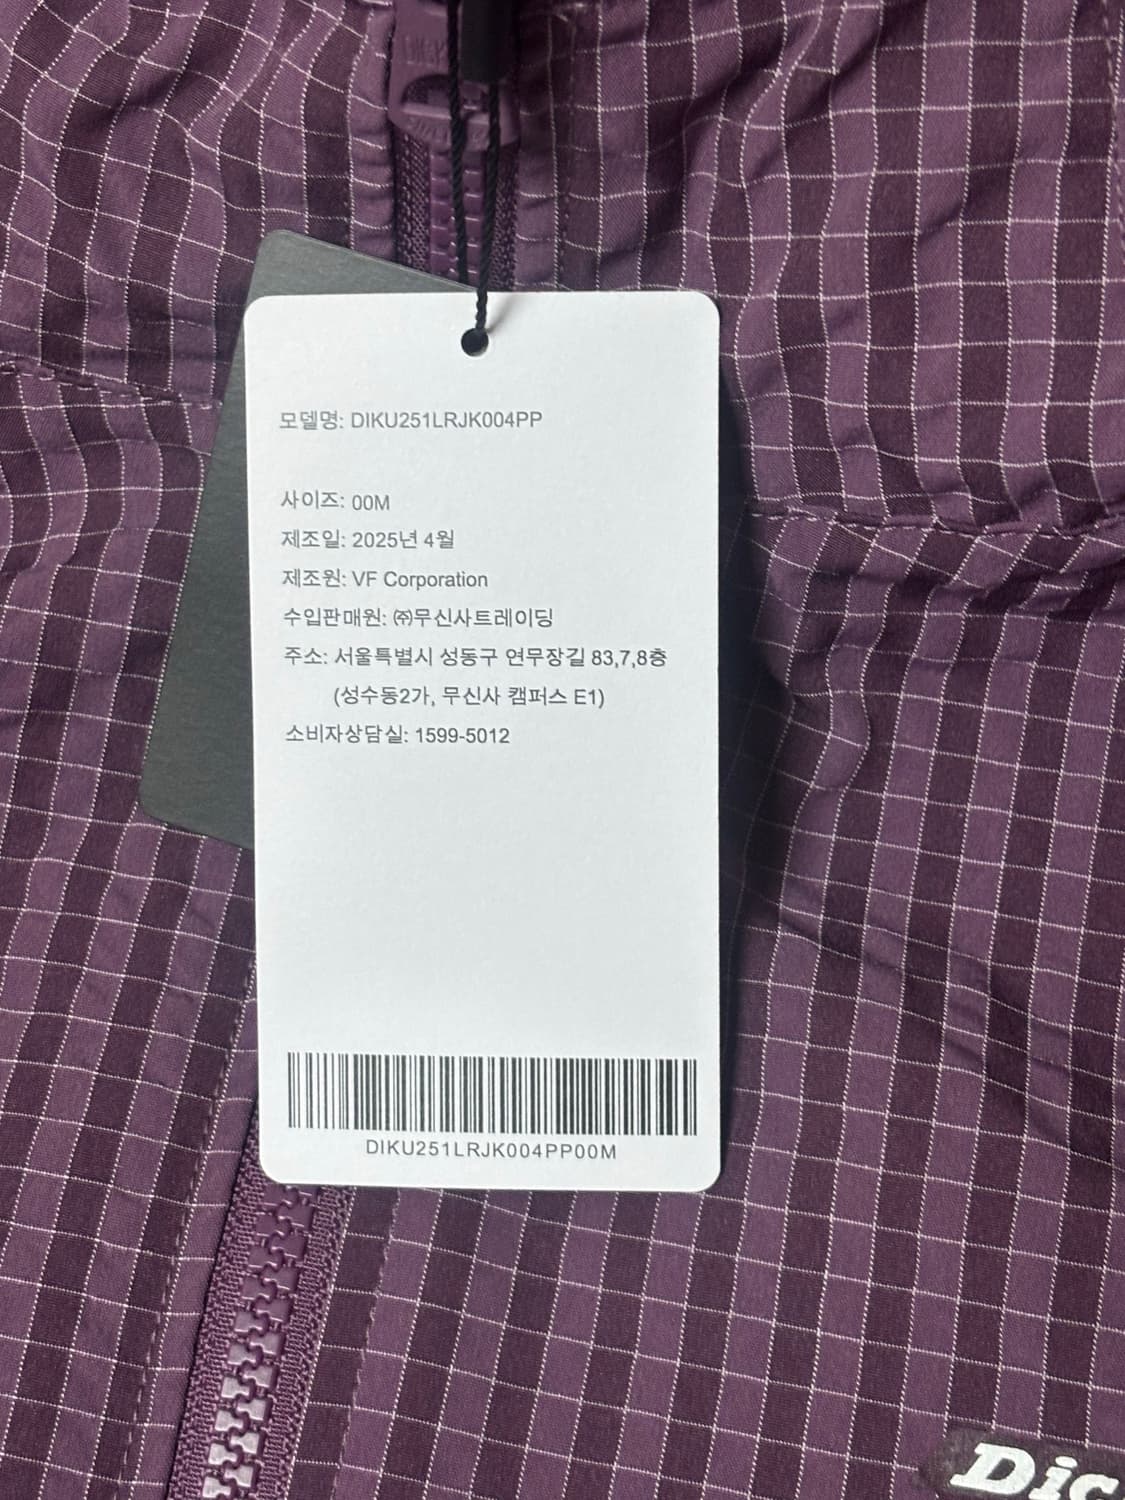 모델명: DIKU251LRJK004PP
사이즈: 00M
제조일: 2025년 4월
제조원: VF Corporation
수입판매원: ㈜무신사트레이딩
주소: 서울특별시 성동구 연무장길 83,7,8층
(성수동2가, 무신사 캠퍼스 E1)
소비자상담실: 1599-5012
DIKU251LRJK004PP00M
Dic